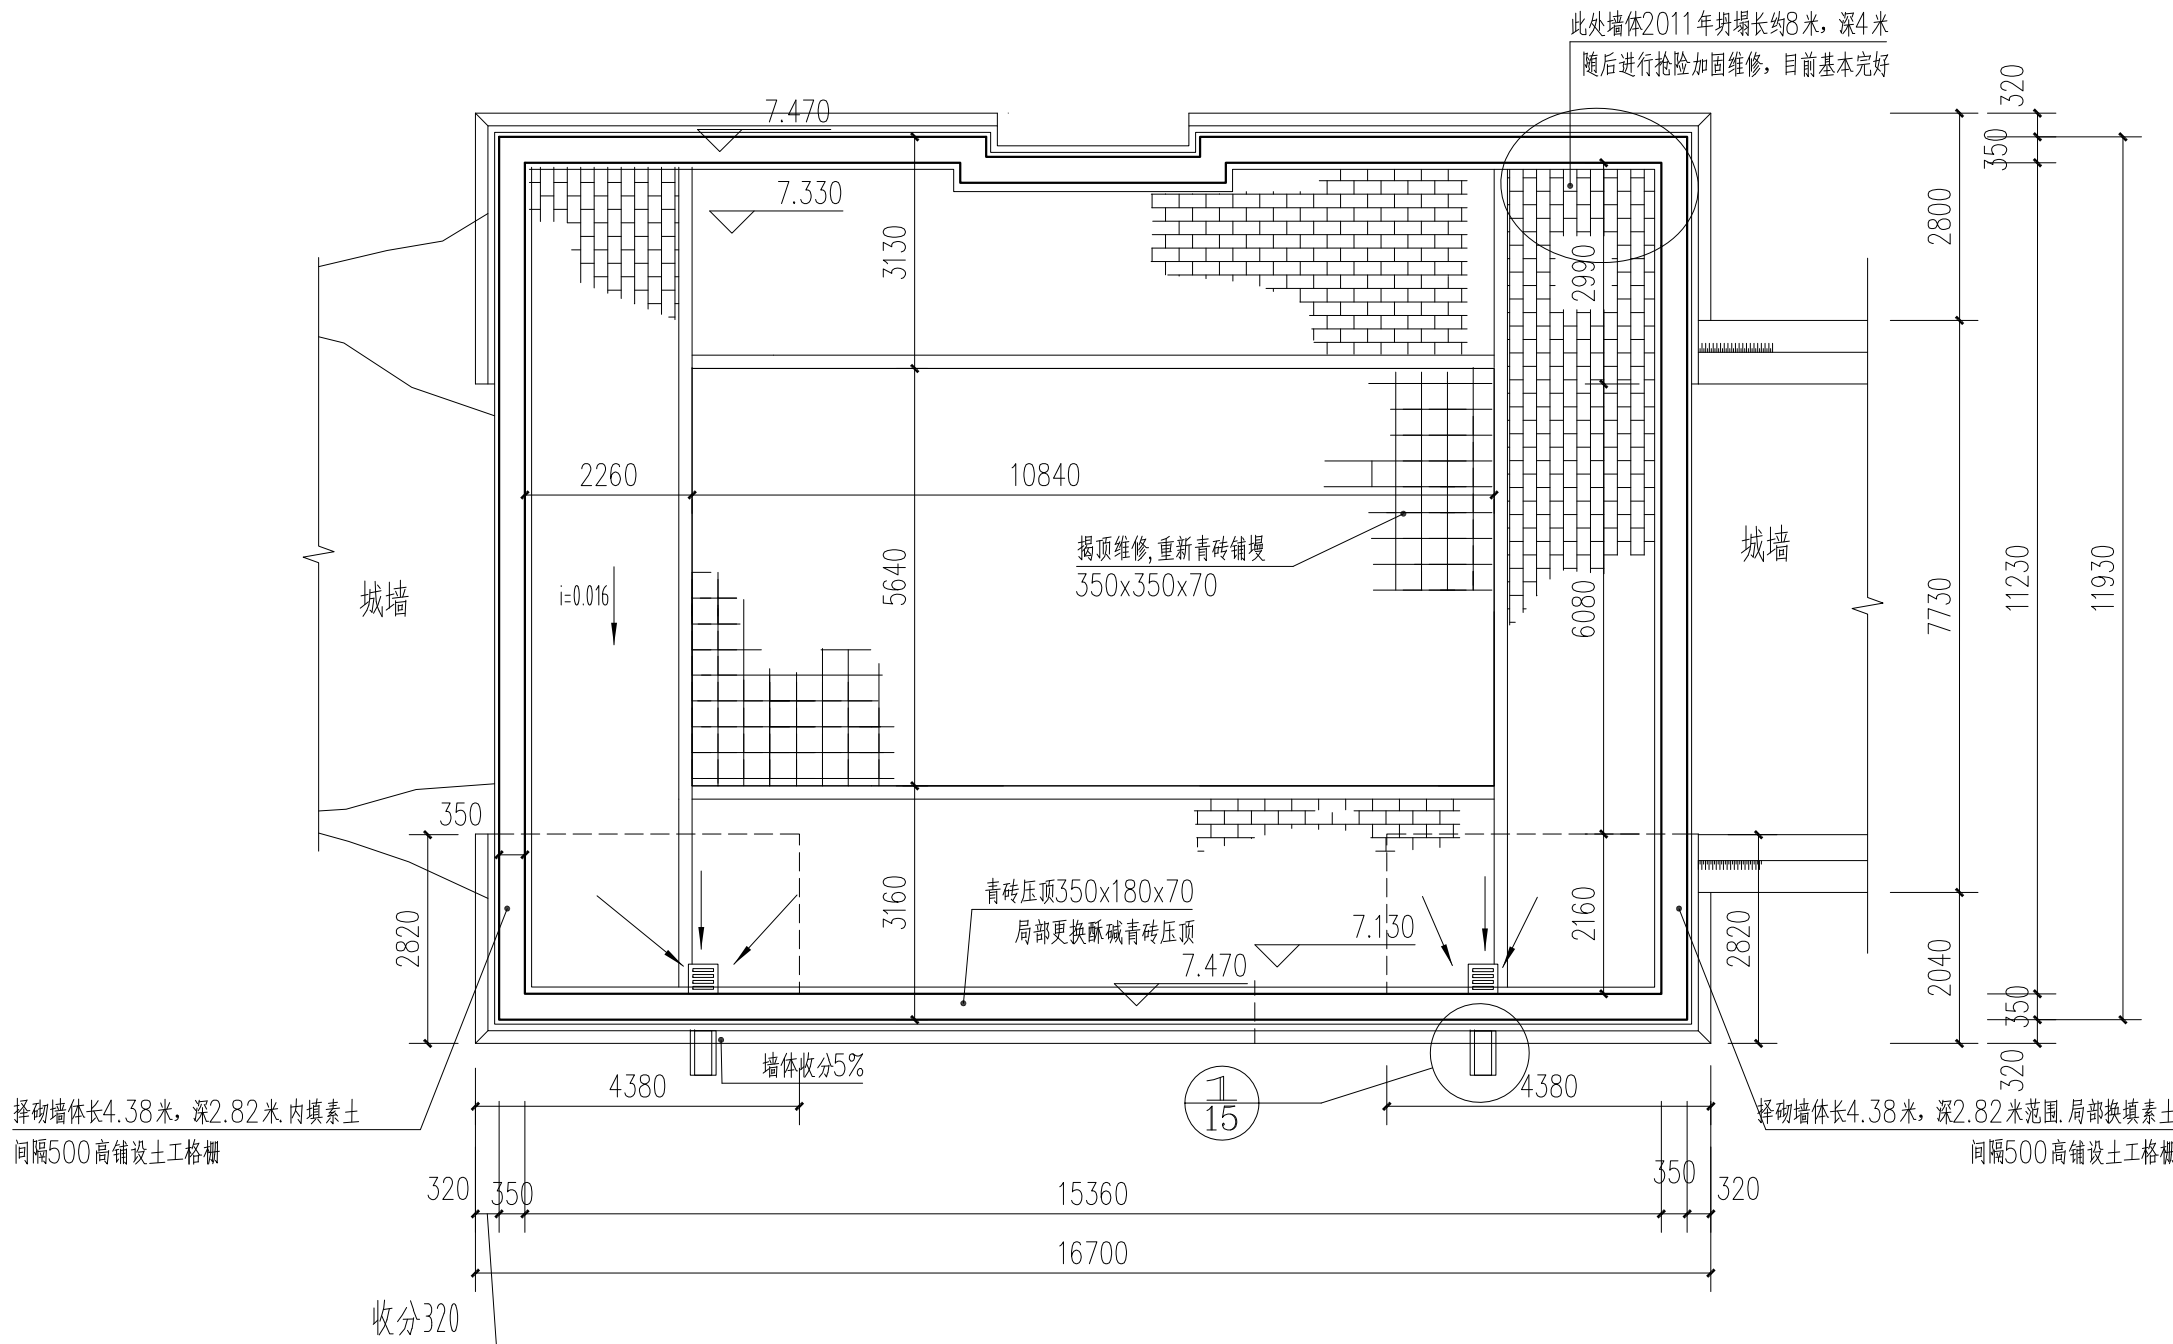 此处墙体2011年坍塌长约8米，深4米
随后进行抢险加固维修，目前基本完好
7.470
7.330
3130
2990
320
350
2800
2260
10840
揭顶维修,重新青砖铺墁
350x350x70
5640
6080
i=0.016
城墙
城墙
7730
11230
11930
350
2820
3160
青砖压顶350x180x70
局部更换酥碱青砖压顶
7.130
7.470
2160
2820
2040
350
320
墙体收分5%
4380
1
15
4380
择砌墙体长4.38米，深2.82米.内填素土
间隔500高铺设土工格栅
择砌墙体长4.38米，深2.82米范围.局部换填素土
间隔500高铺设土工格栅
320
350
15360
350
320
16700
收分320